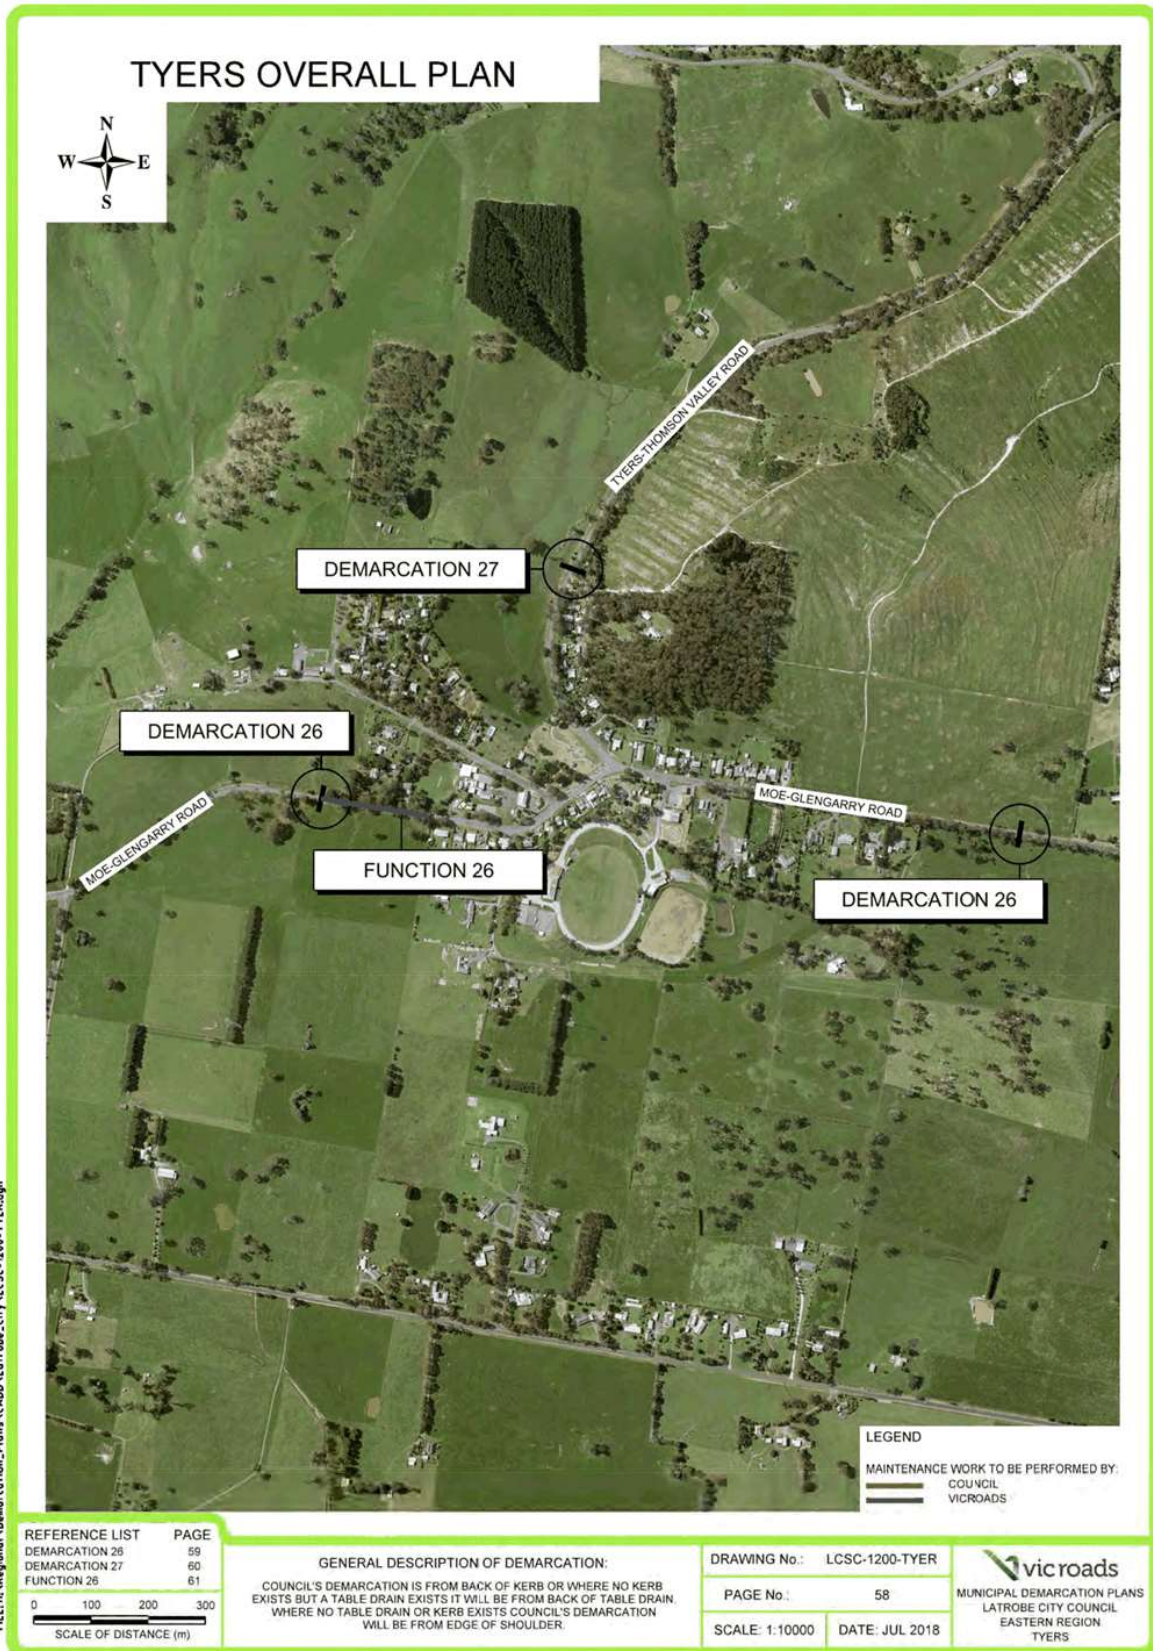 TYERS OVERALL PLAN
N
W E
S
TYERS-THOMSON VALLEY ROAD
DEMARCATION 27
DEMARCATION 26
MOE-GLENGARRY ROAD
MOE-GLENGARRY ROAD
FUNCTION 26
DEMARCATION 26
LEGEND
MAINTENANCE WORK TO BE PERFORMED BY:
COUNCIL
VICROADS
REFERENCE LIST PAGE
DEMARCATION 26 59
DEMARCATION 27 60
FUNCTION 26 61
0 100 200 300
SCALE OF DISTANCE (m)
GENERAL DESCRIPTION OF DEMARCATION:
COUNCIL'S DEMARCATION IS FROM BACK OF KERB OR WHERE NO KERB
EXISTS BUT A TABLE DRAIN EXISTS IT WILL BE FROM BACK OF TABLE DRAIN.
WHERE NO TABLE DRAIN OR KERB EXISTS COUNCIL'S DEMARCATION
WILL BE FROM EDGE OF SHOULDER.
DRAWING No.: LCSC-1200-TYER
PAGE No.: 58
SCALE: 1:10000 DATE: JUL 2018
vicroads
MUNICIPAL DEMARCATION PLANS
LATROBE CITY COUNCIL
EASTERN REGION
TYERS